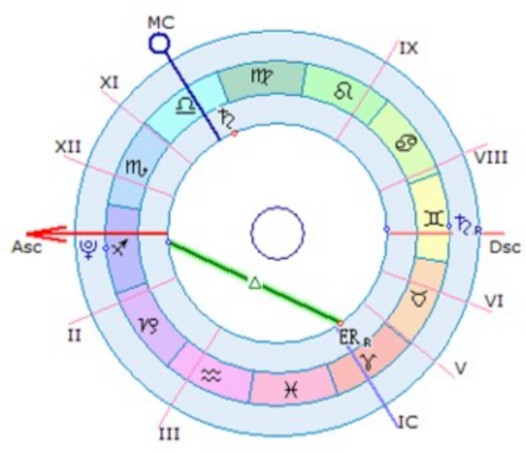 MC
IX
XI
♍
♌
♎
♄
♋
XII
VIII
♏
♊
♄ R
Asc
♇
♐
Dsc
△
♉
VI
II
♑
ER R
♈
V
♒
♓
III
IC